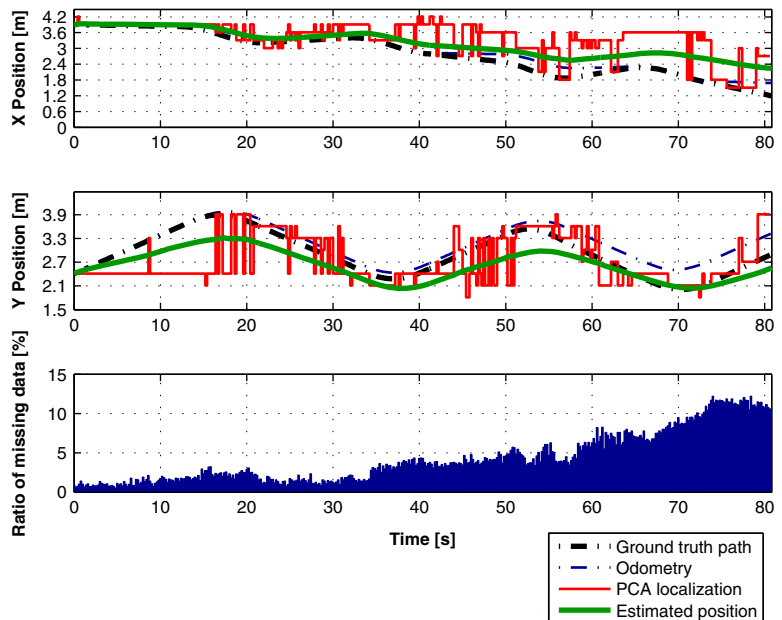 X Position [m]
4.2
3.6
3
2.4
1.8
1.2
0.6
0
0 10 20 30 40 50 60 70 80
Y Position [m]
3.9
3.3
2.7
2.1
1.5
0 10 20 30 40 50 60 70 80
Ratio of missing data [%]
15
10
5
0
0 10 20 30 40 50 60 70 80
Time [s]
Ground truth path
Odometry
PCA localization
Estimated position